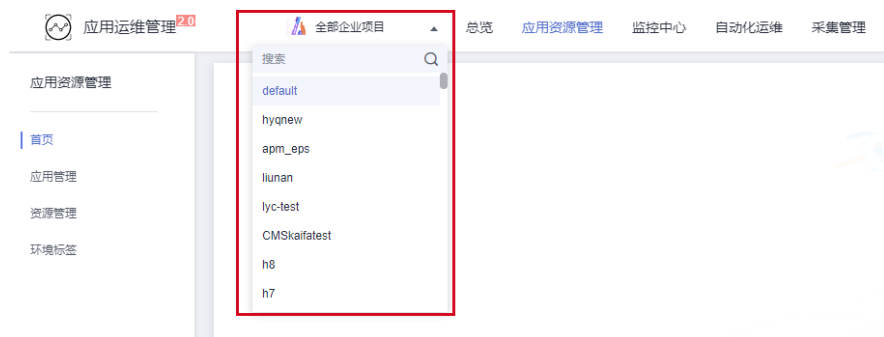 应用运维管理 2.0 全部企业项目 总览 应用资源管理 监控中心 自动化运维 采集管理
应用资源管理
首页
应用管理
资源管理
环境标签
搜索
default
hyqnew
apm_eps
liunan
lyc-test
CMSkaifatest
h8
h7